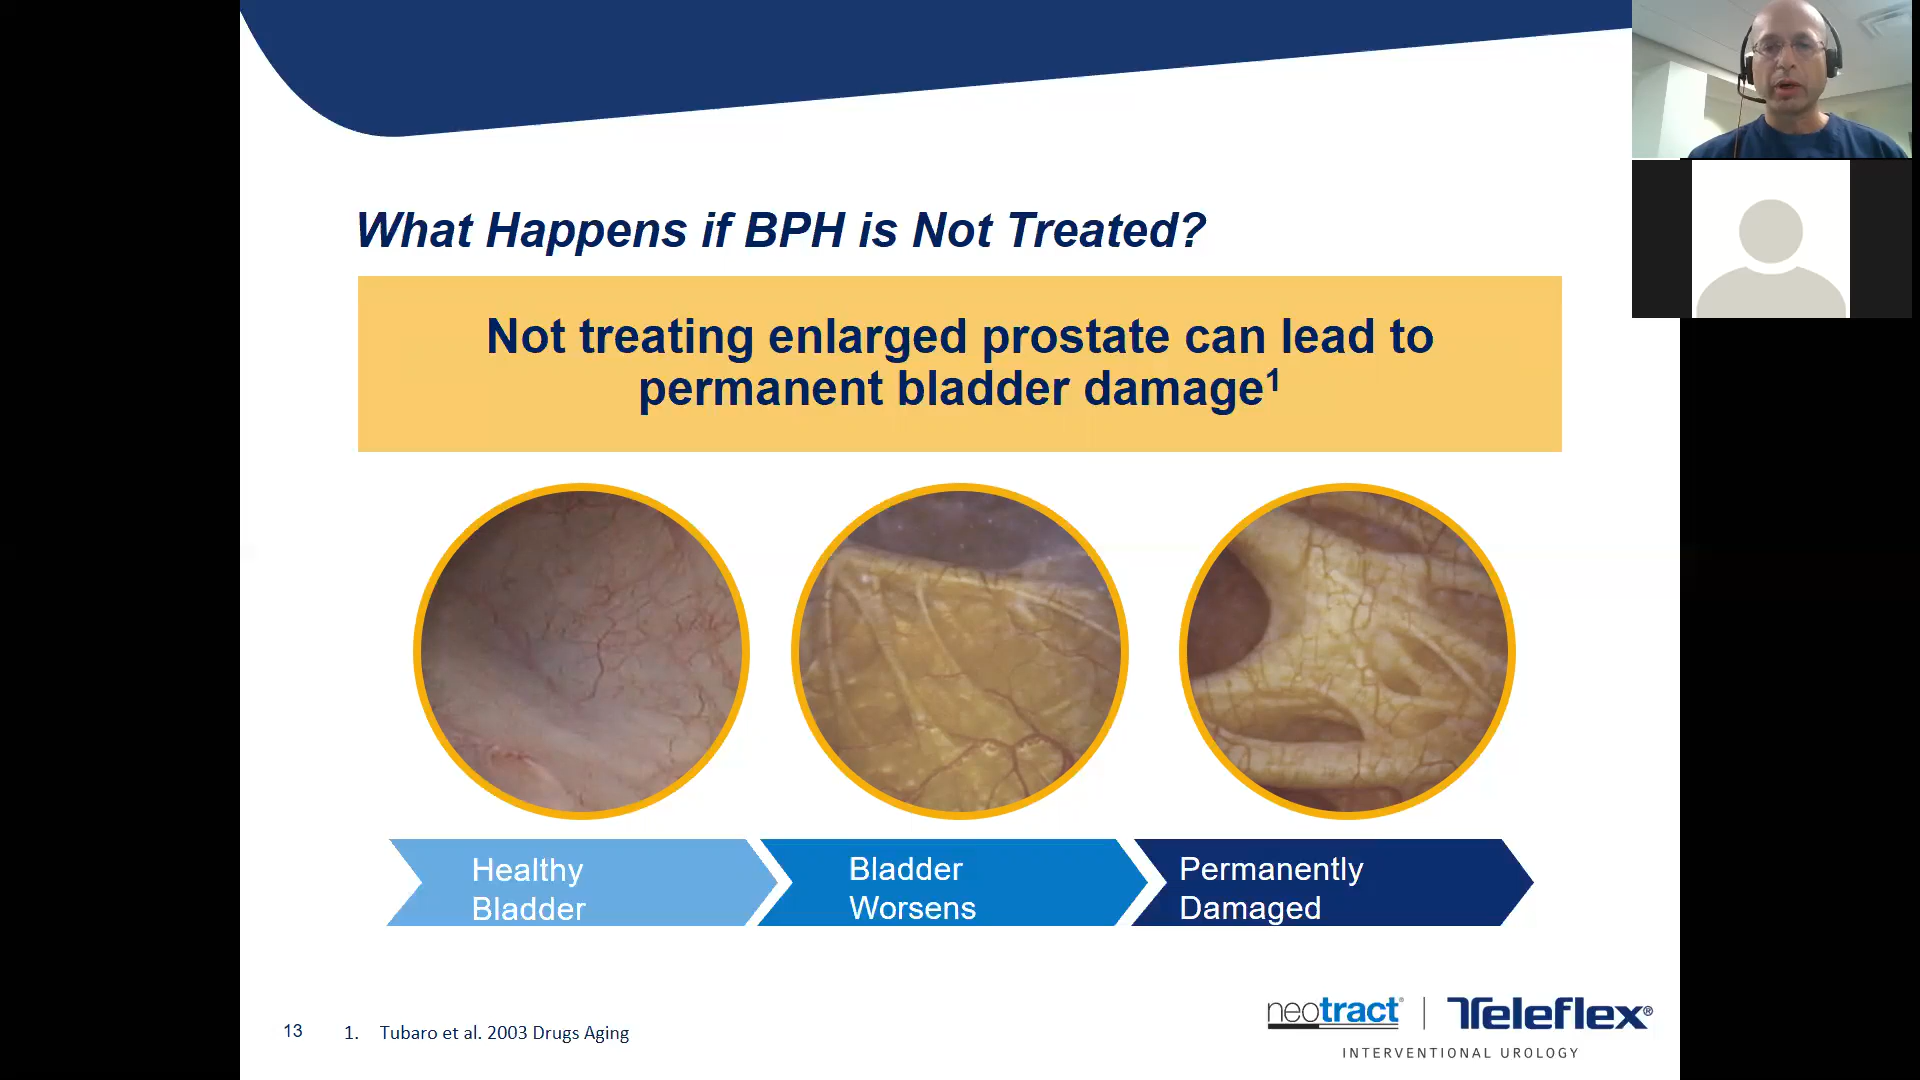 What Happens if BPH is Not Treated?
Not treating enlarged prostate can lead to
permanent bladder damage¹
Healthy
Bladder
Bladder
Worsens
Permanently
Damaged
13
1. Tubaro et al. 2003 Drugs Aging
neotract® | Teleflex®
INTERVENTIONAL UROLOGY